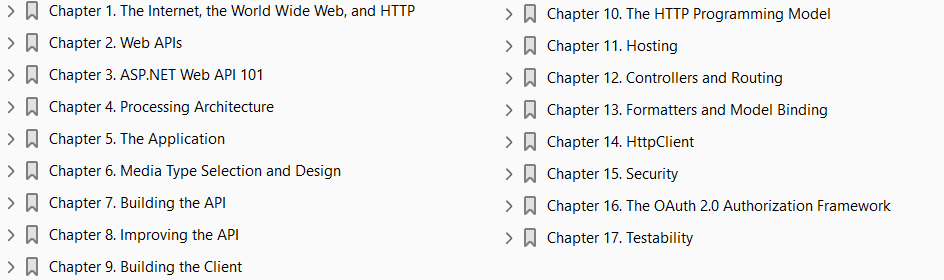 Chapter 1. The Internet, the World Wide Web, and HTTP
Chapter 2. Web APIs
Chapter 3. ASP.NET Web API 101
Chapter 4. Processing Architecture
Chapter 5. The Application
Chapter 6. Media Type Selection and Design
Chapter 7. Building the API
Chapter 8. Improving the API
Chapter 9. Building the Client
Chapter 10. The HTTP Programming Model
Chapter 11. Hosting
Chapter 12. Controllers and Routing
Chapter 13. Formatters and Model Binding
Chapter 14. HttpClient
Chapter 15. Security
Chapter 16. The OAuth 2.0 Authorization Framework
Chapter 17. Testability